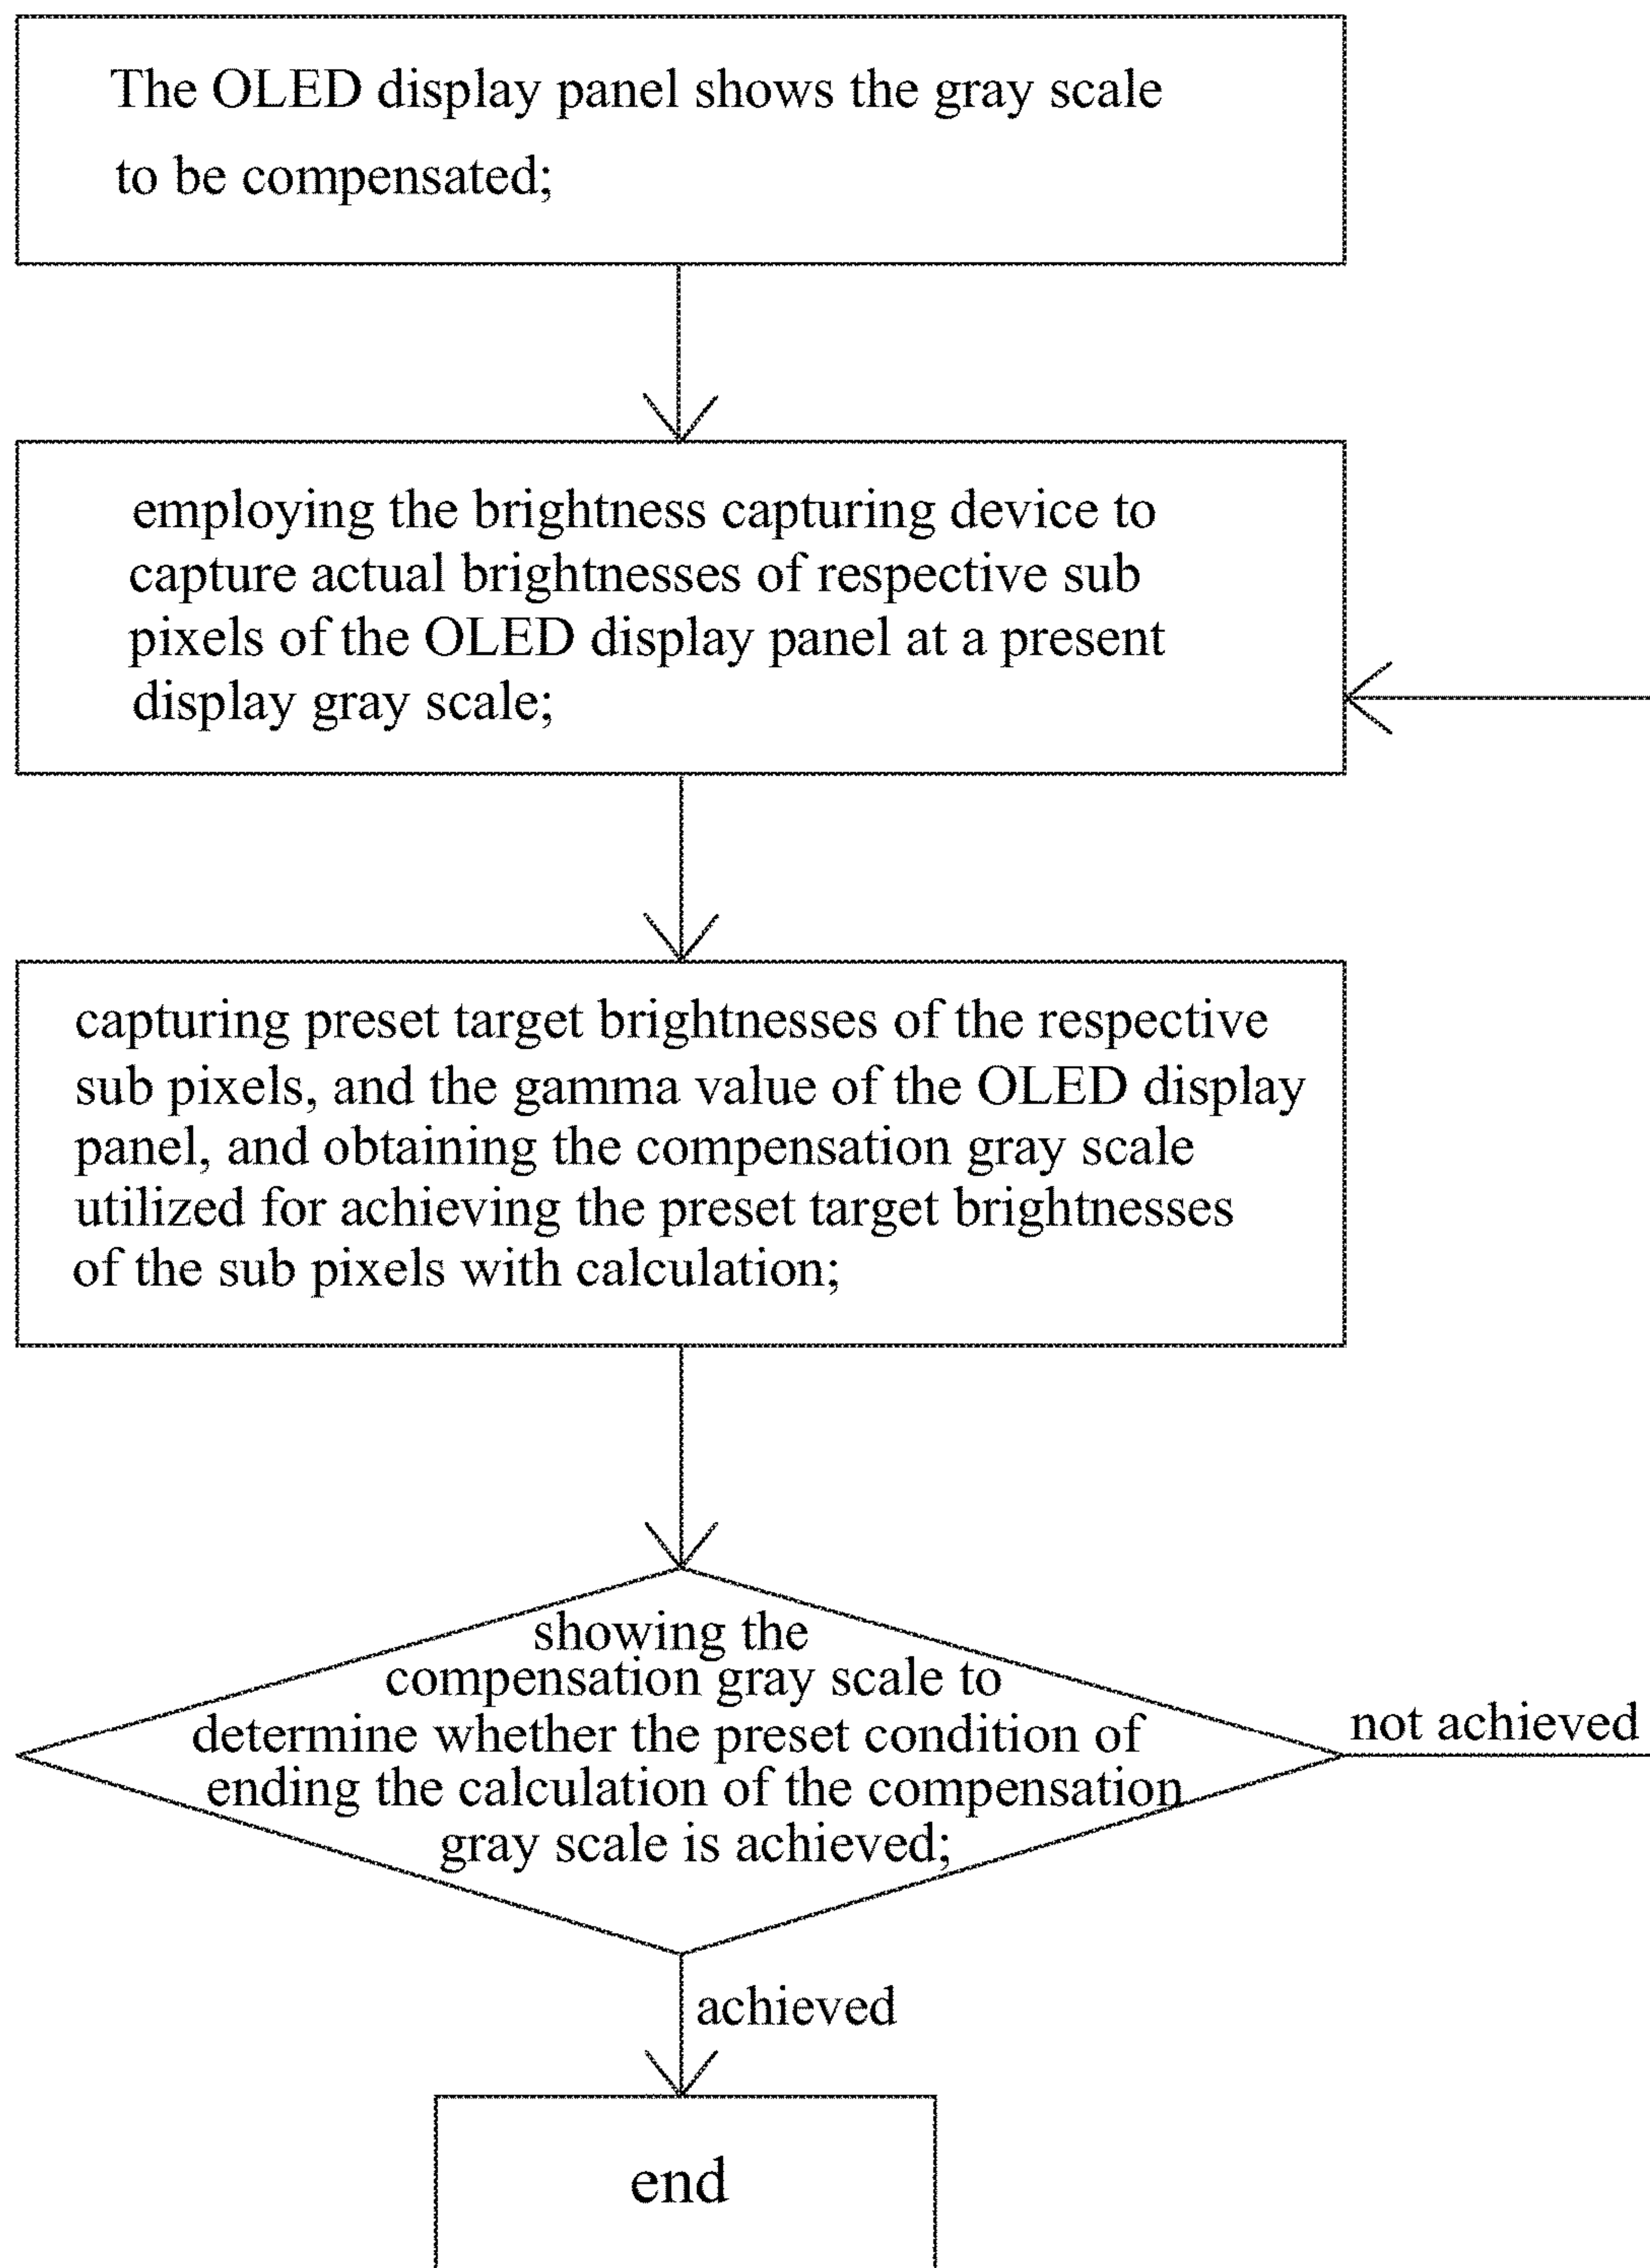 The OLED display panel shows the gray scale
to be compensated;
employing the brightness capturing device to
capture actual brightnesses of respective sub
pixels of the OLED display panel at a present
display gray scale;
capturing preset target brightnesses of the respective
sub pixels, and the gamma value of the OLED display
panel, and obtaining the compensation gray scale
utilized for achieving the preset target brightnesses
of the sub pixels with calculation;
showing the
compensation gray scale to
determine whether the preset condition of
ending the calculation of the compensation
gray scale is achieved;
not achieved
achieved
end